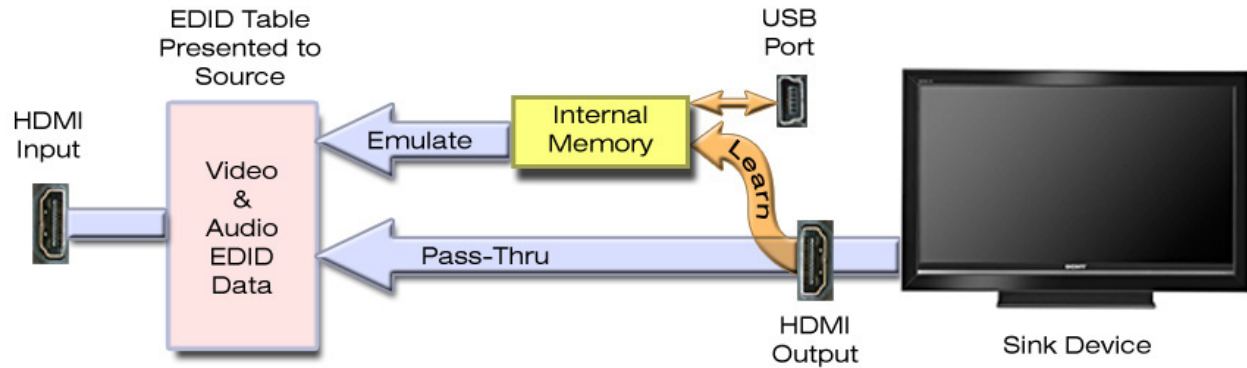 EDID Table
Presented to
Source
USB
Port
HDMI
Input
Emulate
Internal
Memory
Learn
Video
&
Audio
EDID
Data
Pass-Thru
SONY
HDMI
Output
Sink Device